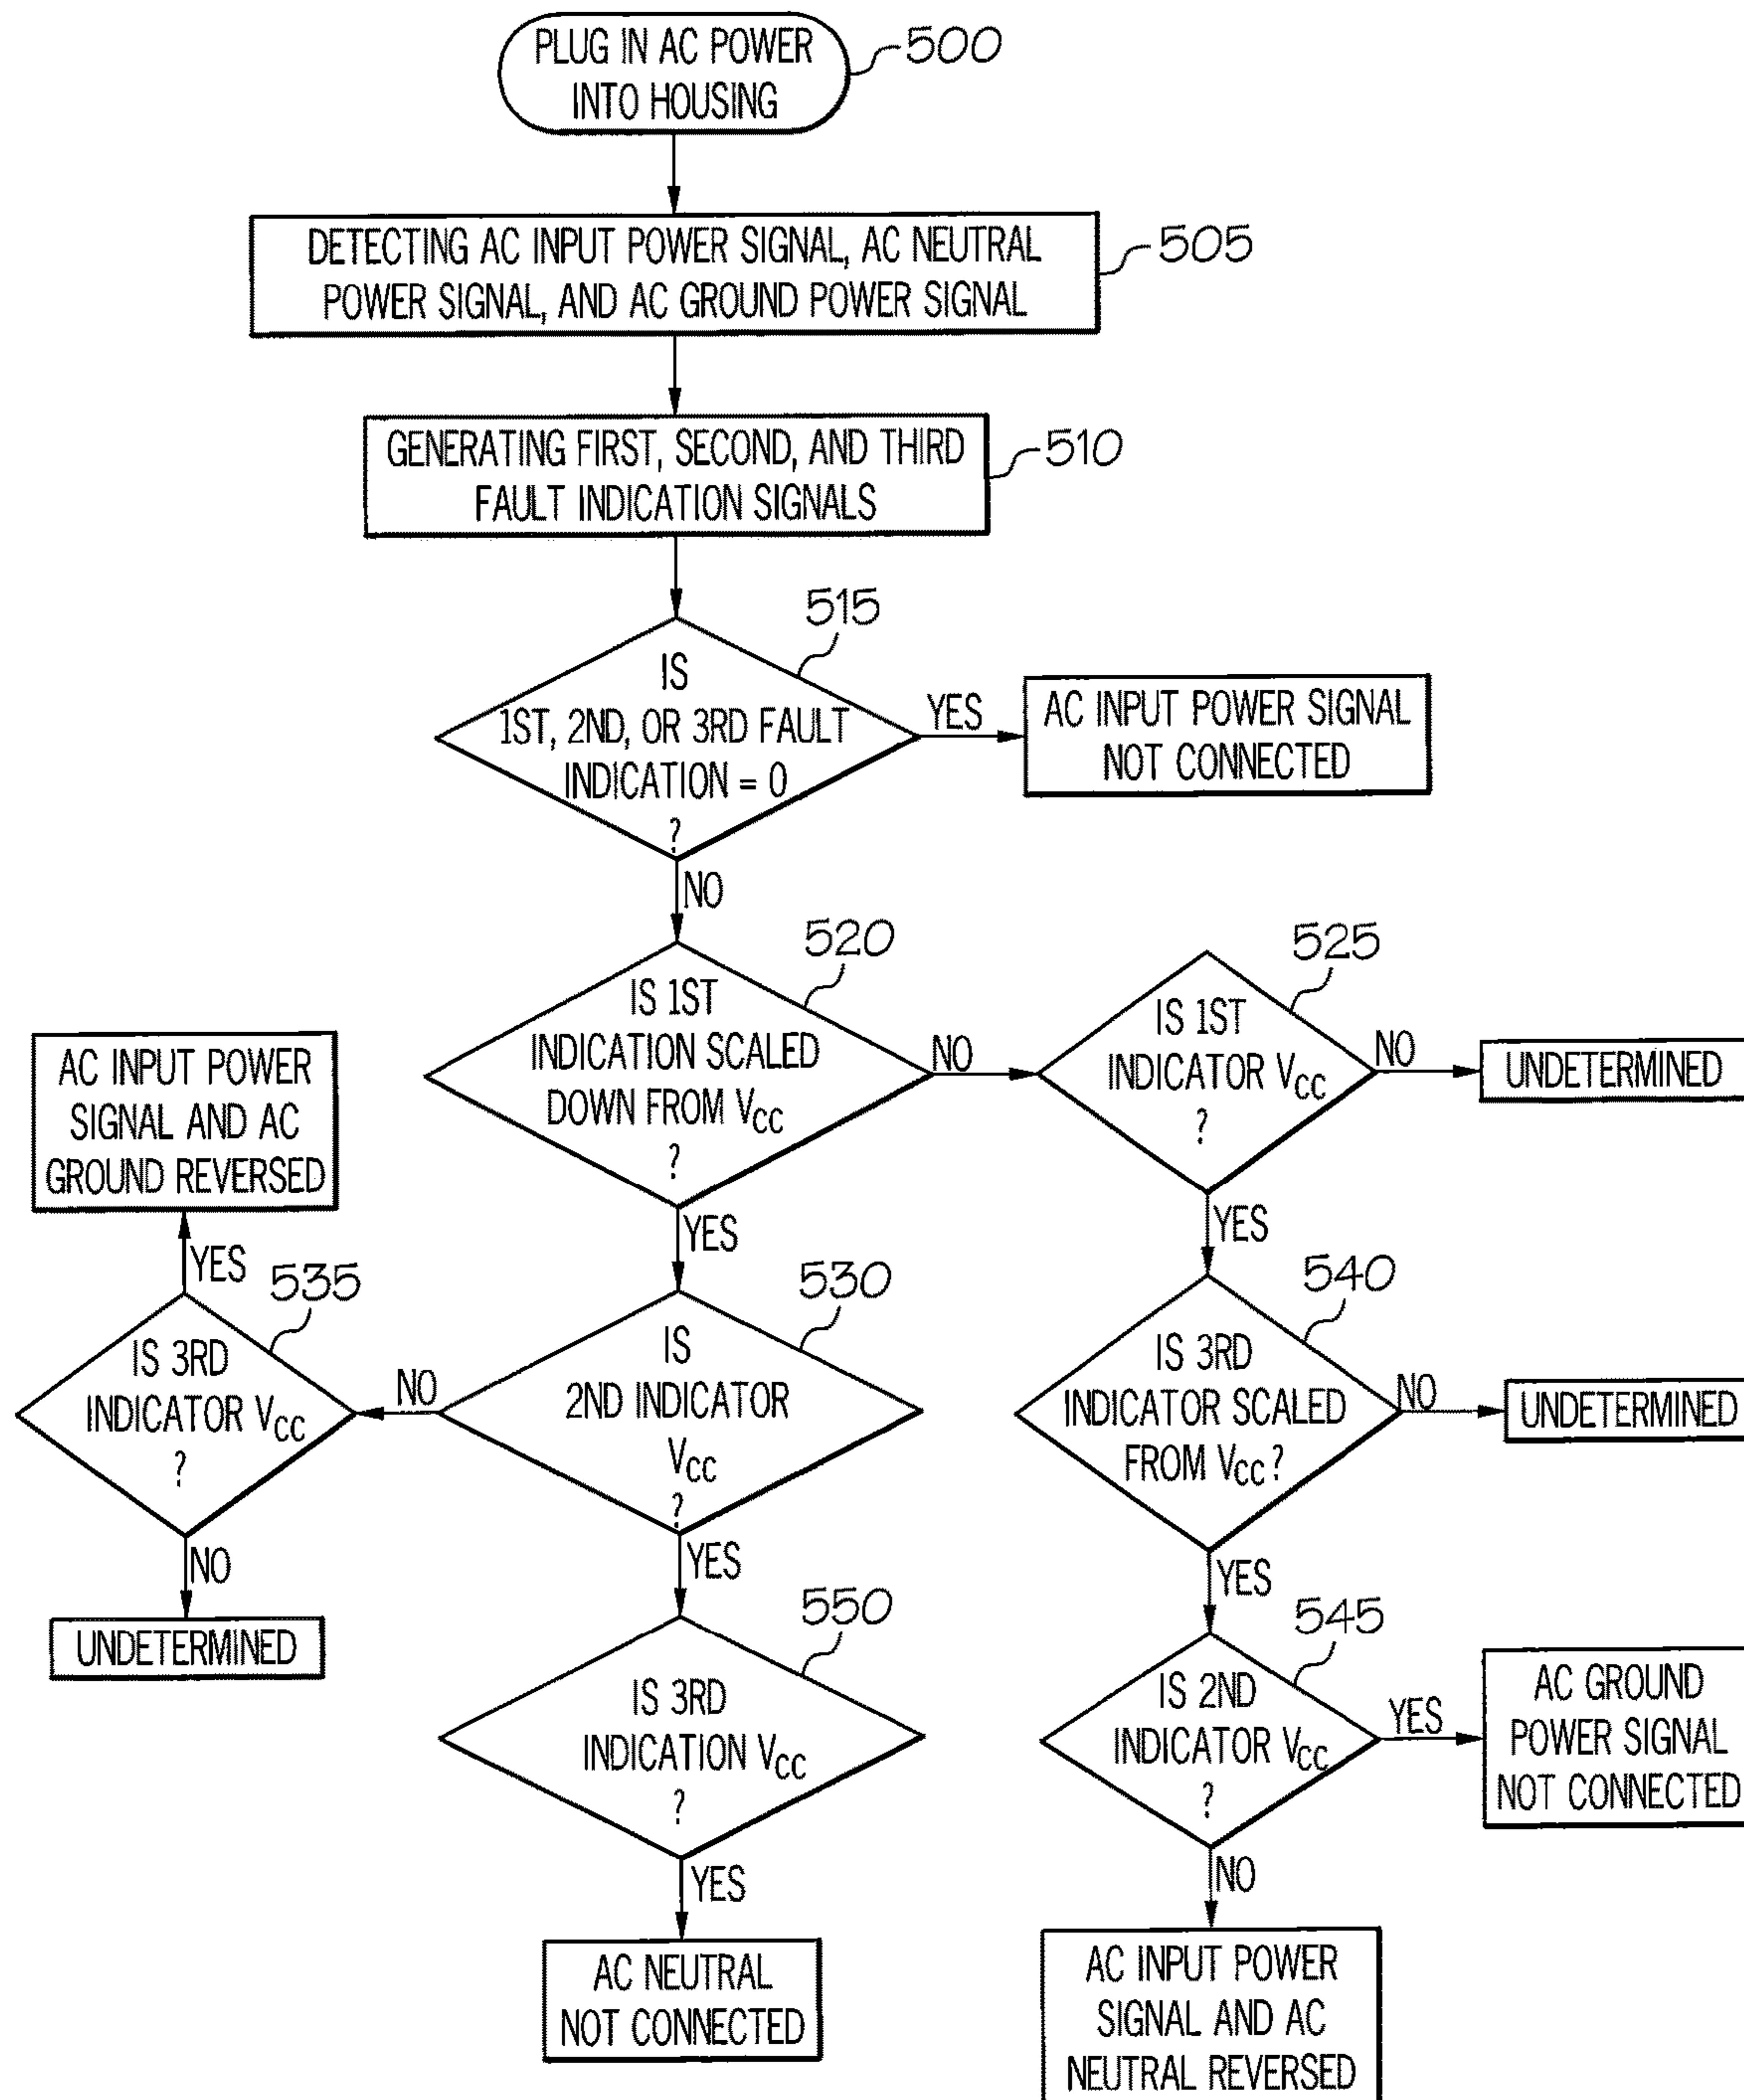 PLUG IN AC POWER
INTO HOUSING
500
DETECTING AC INPUT POWER SIGNAL, AC NEUTRAL
POWER SIGNAL, AND AC GROUND POWER SIGNAL
505
GENERATING FIRST, SECOND, AND THIRD
FAULT INDICATION SIGNALS
510
515
IS
1ST, 2ND, OR 3RD FAULT
INDICATION = 0
?
YES
AC INPUT POWER SIGNAL
NOT CONNECTED
NO
520
IS 1ST
INDICATION SCALED
DOWN FROM VCC
?
NO
525
IS 1ST
INDICATOR VCC
?
NO
UNDETERMINED
AC INPUT POWER
SIGNAL AND AC
GROUND REVERSED
YES
YES
YES
535
IS 3RD
INDICATOR VCC
?
NO
530
IS
2ND INDICATOR
VCC
?
540
IS 3RD
INDICATOR SCALED
FROM VCC?
NO
UNDETERMINED
NO
UNDETERMINED
YES
YES
550
IS 3RD
INDICATION VCC
?
545
IS 2ND
INDICATOR VCC
?
YES
AC GROUND
POWER SIGNAL
NOT CONNECTED
YES
NO
AC NEUTRAL
NOT CONNECTED
AC INPUT POWER
SIGNAL AND AC
NEUTRAL REVERSED